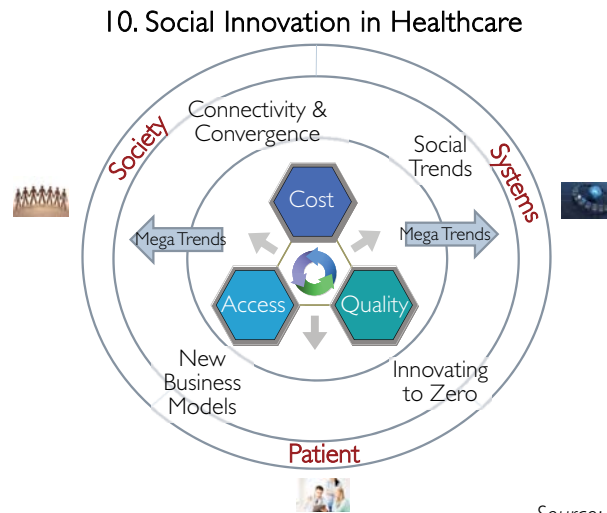 10. Social Innovation in Healthcare
Connectivity &
Convergence
Society
Social
Trends
Systems
Cost
Mega Trends
Mega Trends
Access
Quality
New
Business
Models
Innovating
to Zero
Patient
Source: